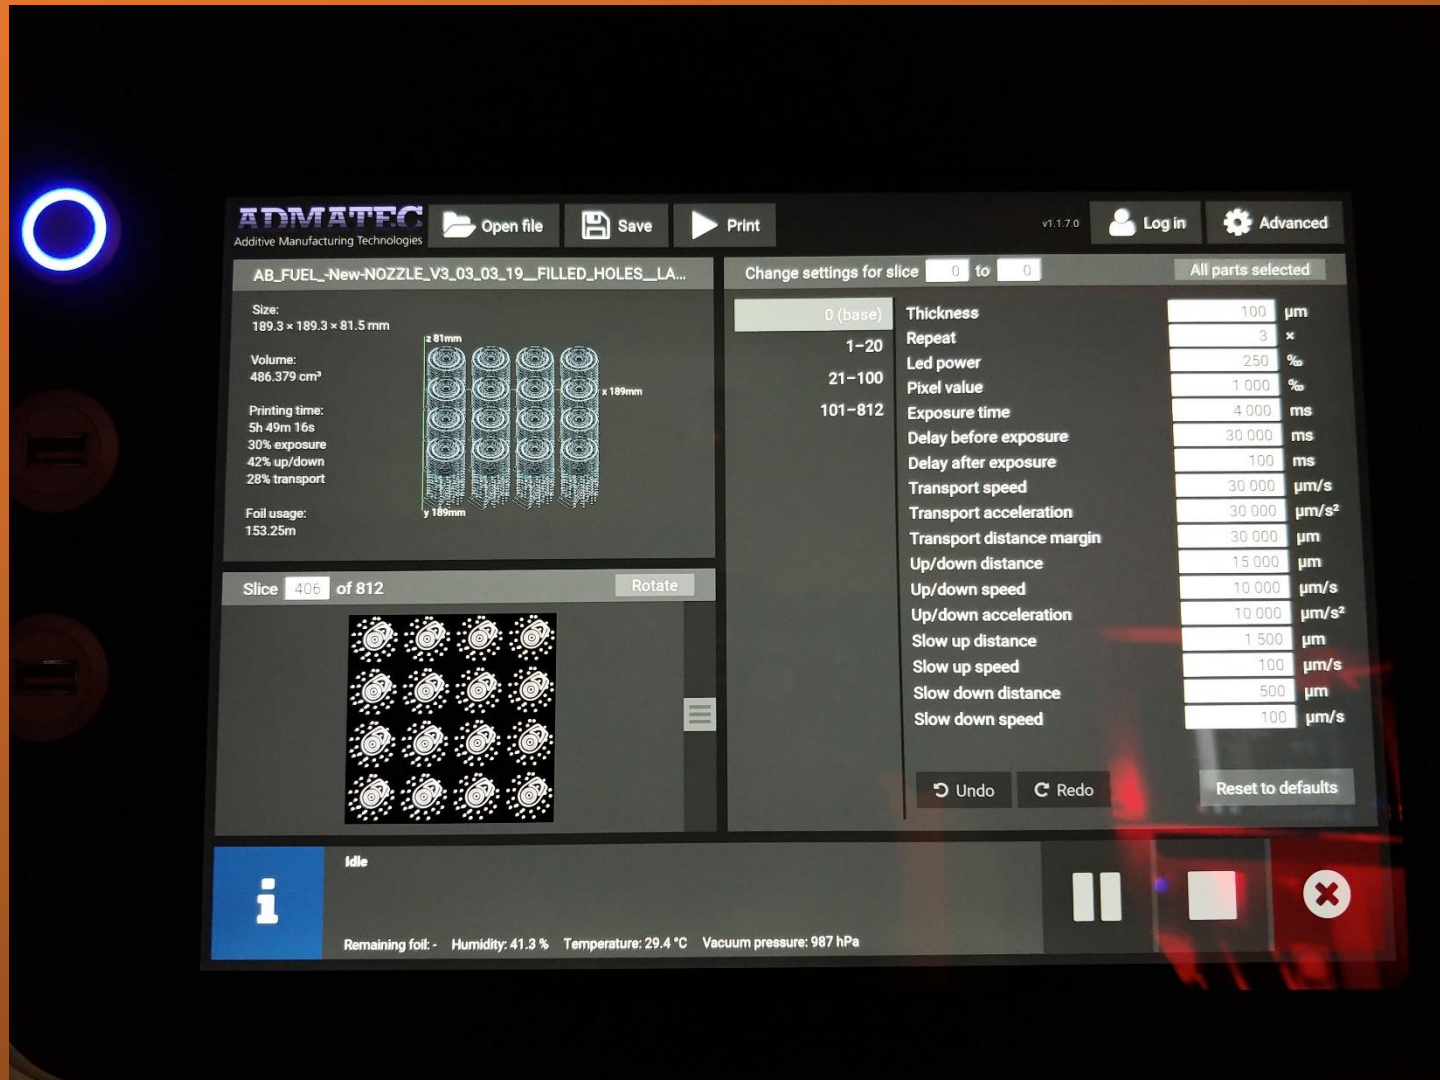 ADMATEC
Additive Manufacturing Technologies
Open file
Save
Print
v1.1.7.0
Log in
Advanced
AB_FUEL_-New-NOZZLE_V3_03_03_19__FILLED_HOLES__LA...
Size:
189.3 × 189.3 × 81.5 mm
Volume:
486.379 cm³
Printing time:
5h 49m 16s
30% exposure
42% up/down
28% transport
Foil usage:
153.25m
z 81mm
x 189mm
y 189mm
Slice 406 of 812
Rotate
Change settings for slice 0 to 0
All parts selected
0 (base)
1–20
21–100
101–812
Thickness 100 µm
Repeat 3 ×
Led power 250 ‰
Pixel value 1 000 ‰
Exposure time 4 000 ms
Delay before exposure 30 000 ms
Delay after exposure 100 ms
Transport speed 30 000 µm/s
Transport acceleration 30 000 µm/s²
Transport distance margin 30 000 µm
Up/down distance 15 000 µm
Up/down speed 10 000 µm/s
Up/down acceleration 10 000 µm/s²
Slow up distance 1 500 µm
Slow up speed 100 µm/s
Slow down distance 500 µm
Slow down speed 100 µm/s
Undo
Redo
Reset to defaults
i
Idle
Remaining foil: - Humidity: 41.3 % Temperature: 29.4 °C Vacuum pressure: 987 hPa